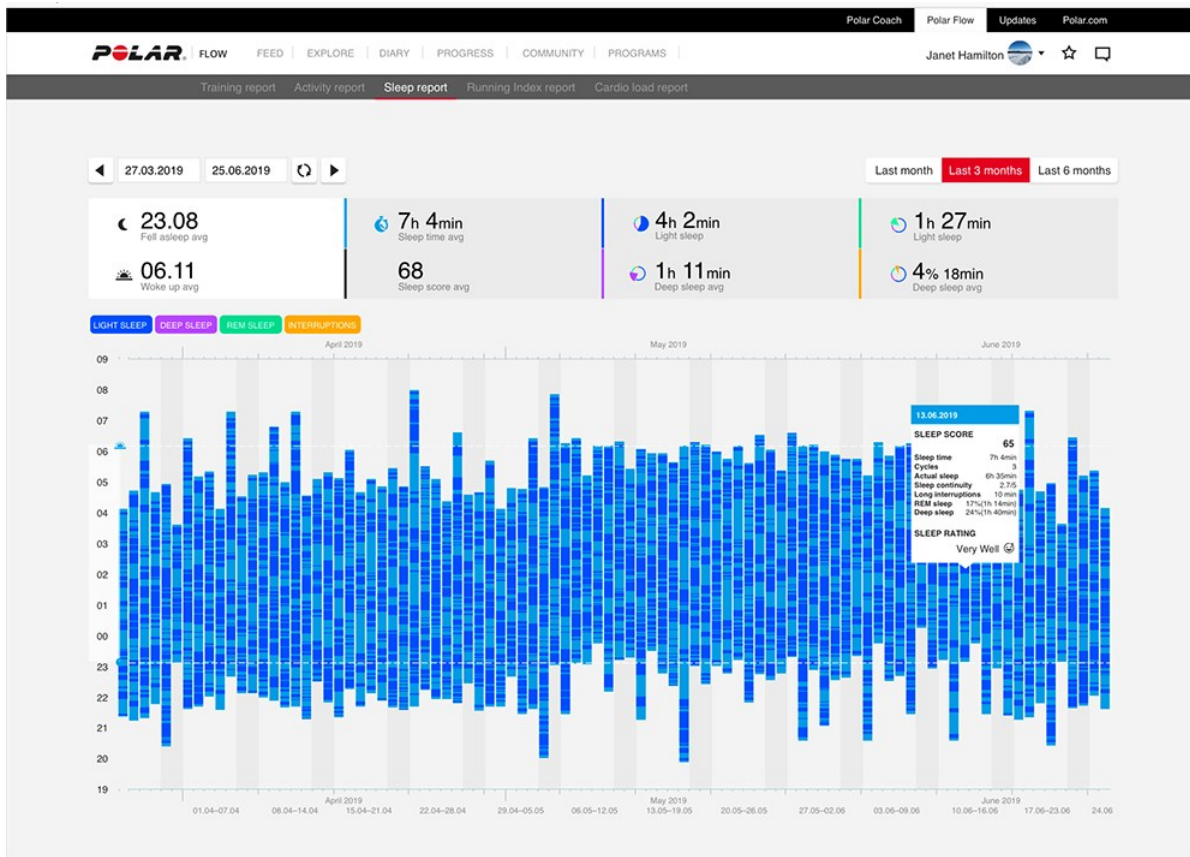 Polar Coach Polar Flow Updates Polar.com
POLAR. FLOW FEED EXPLORE DIARY PROGRESS COMMUNITY PROGRAMS Janet Hamilton
Training report Activity report Sleep report Running Index report Cardio load report
27.03.2019 25.06.2019 Last month Last 3 months Last 6 months
23.08 7h 4min 4h 2min 1h 27min
Fell asleep avg Sleep time avg Light sleep Light sleep
06.11 68 1h 11min 4% 18min
Woke up avg Sleep score avg Deep sleep avg Deep sleep avg
LIGHT SLEEP DEEP SLEEP REM SLEEP INTERRUPTIONS
April 2019 May 2019 June 2019
09
08
07
06
05
04
03
02
01
00
23
22
21
20
19
13.06.2019
SLEEP SCORE
65
Sleep time 7h 4min
Cycles 3
Actual sleep 6h 35min
Sleep continuity 2.7/5
Long interruptions 10 min
REM sleep 17%(1h 14min)
Deep sleep 24%(1h 40min)
SLEEP RATING
Very Well
April 2019 May 2019 June 2019
01.04–07.04 08.04–14.04 15.04–21.04 22.04–28.04 29.04–05.05 06.05–12.05 13.05–19.05 20.05–26.05 27.05–02.06 03.06–09.06 10.06–16.06 17.06–23.06 24.06